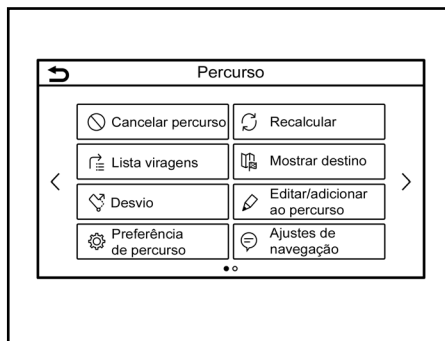 Percurso
Cancelar percurso
Recalcular
Lista viragens
Mostrar destino
Desvio
Editar/adicionar
ao percurso
Preferência
de percurso
Ajustes de
navegação